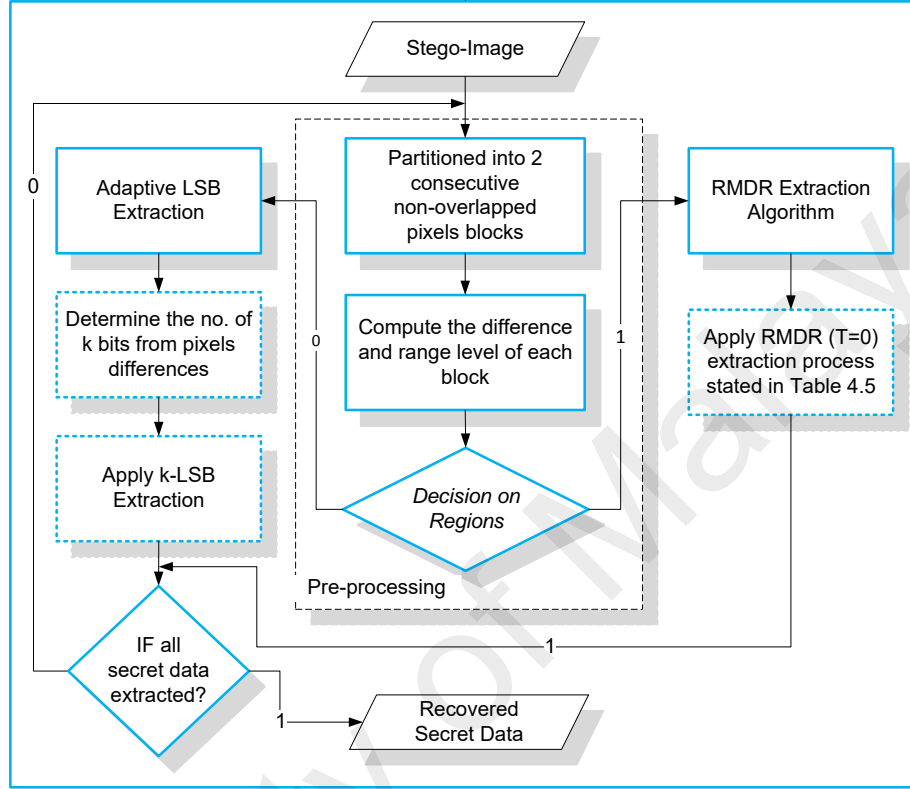 Stego-Image
Partitioned into 2
consecutive
non-overlapped
pixels blocks
Adaptive LSB
Extraction
RMDR Extraction
Algorithm
0
Determine the no. of
k bits from pixels
differences
Compute the difference
and range level of each
block
0
1
Apply RMDR (T=0)
extraction process
stated in Table 4.5
Apply k-LSB
Extraction
Decision on
Regions
Pre-processing
1
IF all
secret data
extracted?
1
Recovered
Secret Data
of Malaya